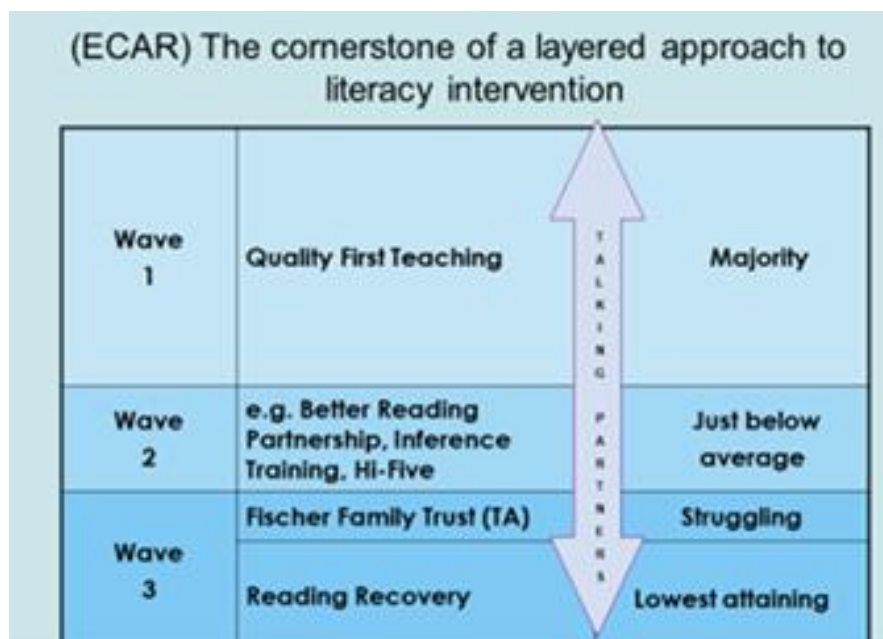 (ECAR) The cornerstone of a layered approach to
literacy intervention
Wave
1
Quality First Teaching
Majority
Wave
2
e.g. Better Reading
Partnership, Inference
Training, Hi-Five
Just below
average
Wave
3
Fischer Family Trust (TA)
Struggling
Reading Recovery
Lowest attaining
TALKING PARTNERS